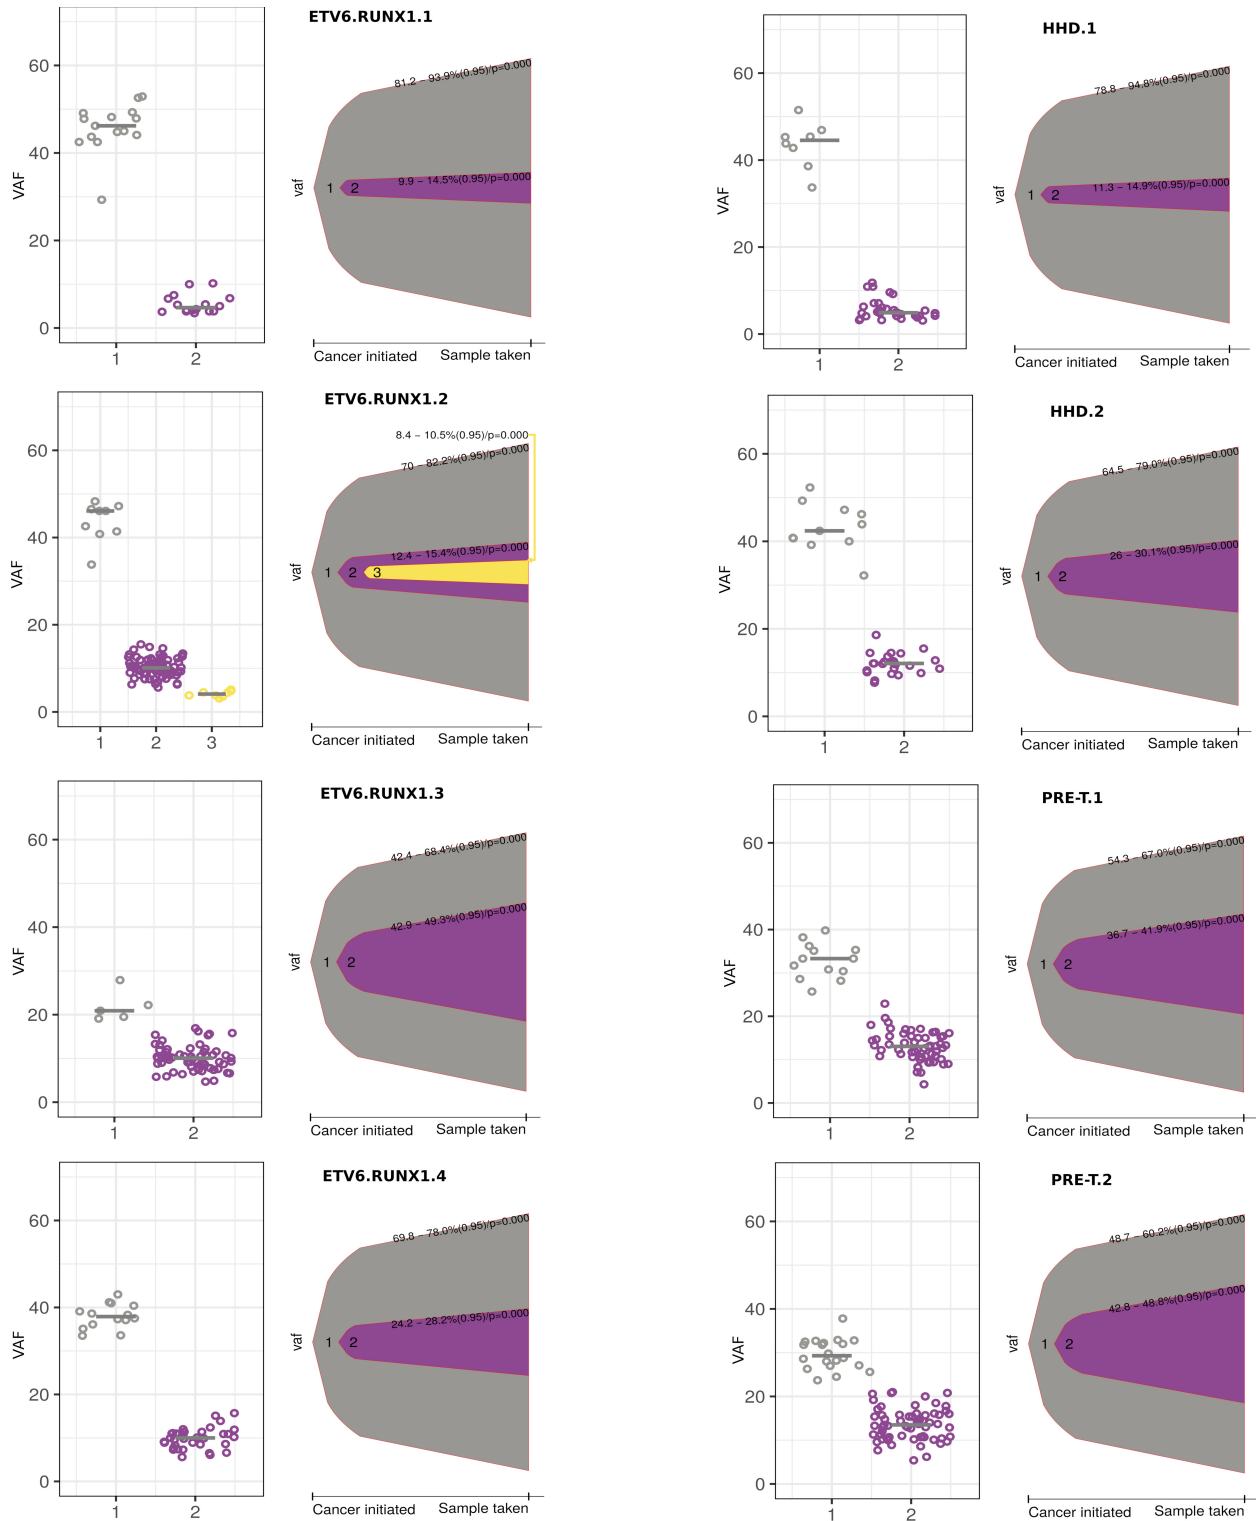 ETV6.RUNX1.1
60
40
20
0
VAF
1 2
vaf
81.2 − 93.9%(0.95)/p=0.000
9.9 − 14.5%(0.95)/p=0.000
1 2
Cancer initiated Sample taken
HHD.1
60
40
20
0
VAF
1 2
vaf
78.8 − 94.8%(0.95)/p=0.000
11.3 − 14.9%(0.95)/p=0.000
1 2
Cancer initiated Sample taken
ETV6.RUNX1.2
60
40
20
0
VAF
1 2 3
vaf
8.4 − 10.5%(0.95)/p=0.000
70 − 82.2%(0.95)/p=0.000
12.4 − 15.4%(0.95)/p=0.000
1 2 3
Cancer initiated Sample taken
HHD.2
60
40
20
0
VAF
1 2
vaf
64.5 − 79.0%(0.95)/p=0.000
26 − 30.1%(0.95)/p=0.000
1 2
Cancer initiated Sample taken
ETV6.RUNX1.3
60
40
20
0
VAF
1 2
vaf
42.4 − 68.4%(0.95)/p=0.000
42.9 − 49.3%(0.95)/p=0.000
1 2
Cancer initiated Sample taken
PRE-T.1
60
40
20
0
VAF
1 2
vaf
54.3 − 67.0%(0.95)/p=0.000
36.7 − 41.9%(0.95)/p=0.000
1 2
Cancer initiated Sample taken
ETV6.RUNX1.4
60
40
20
0
VAF
1 2
vaf
69.8 − 78.0%(0.95)/p=0.000
24.2 − 28.2%(0.95)/p=0.000
1 2
Cancer initiated Sample taken
PRE-T.2
60
40
20
0
VAF
1 2
vaf
48.7 − 60.2%(0.95)/p=0.000
42.8 − 48.8%(0.95)/p=0.000
1 2
Cancer initiated Sample taken